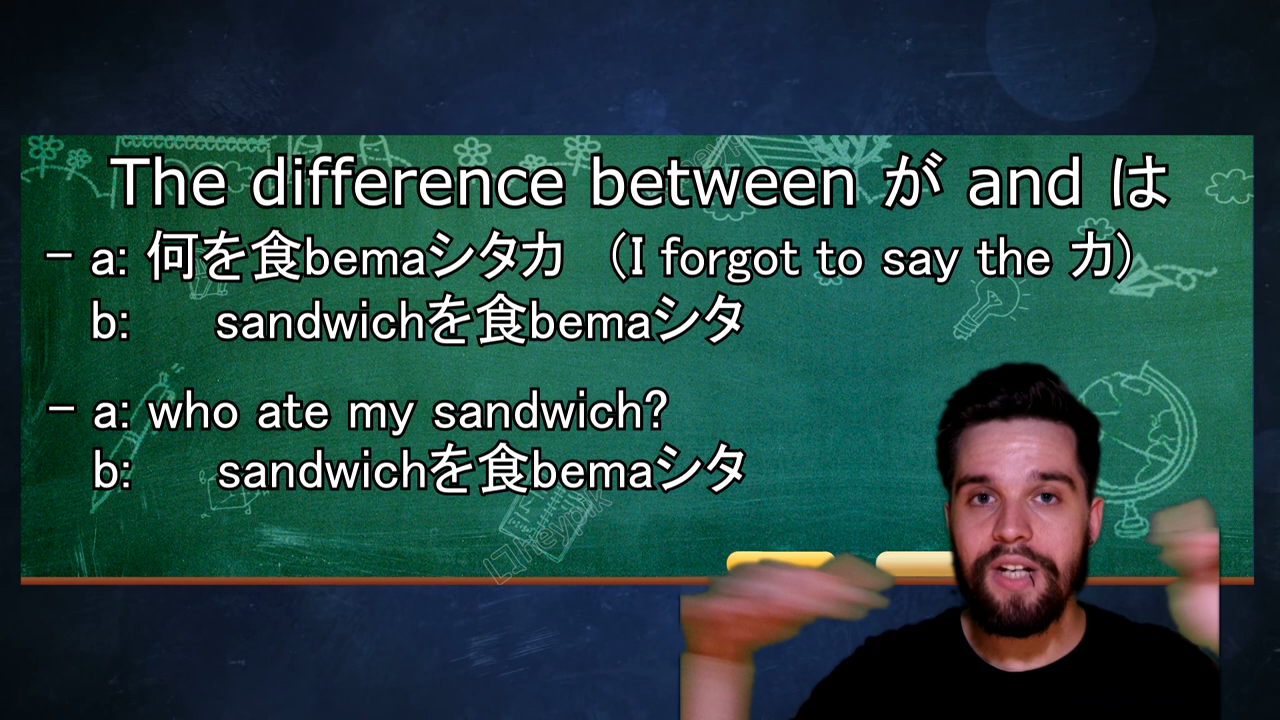 The difference between が and は
- a: 何を食bemaシタカ (I forgot to say the カ)
b: sandwichを食bemaシタ
- a: who ate my sandwich?
b: sandwichを食bemaシタ